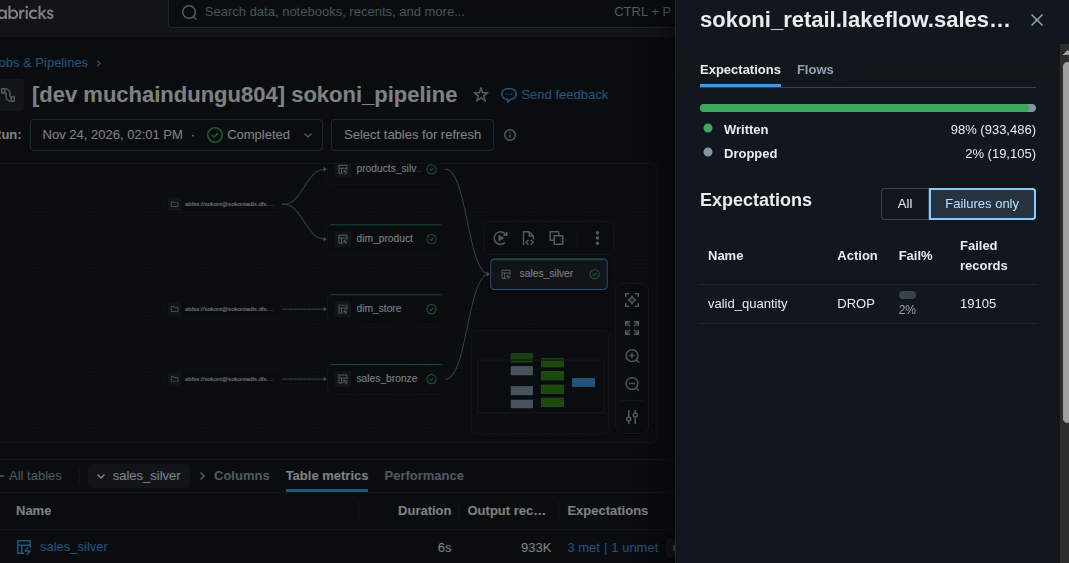 abricks
Search data, notebooks, recents, and more...
CTRL + P
obs & Pipelines
[dev muchaindungu804] sokoni_pipeline
Send feedback
un:
Nov 24, 2026, 02:01 PM · Completed
Select tables for refresh
products_silv...
dim_product
dim_store
sales_bronze
sales_silver
All tables
sales_silver
Columns
Table metrics
Performance
Name
Duration
Output rec...
Expectations
sales_silver
6s
933K
3 met | 1 unmet
sokoni_retail.lakeflow.sales...
Expectations
Flows
Written
98% (933,486)
Dropped
2% (19,105)
Expectations
All
Failures only
Name
Action
Fail%
Failed records
valid_quantity
DROP
2%
19105